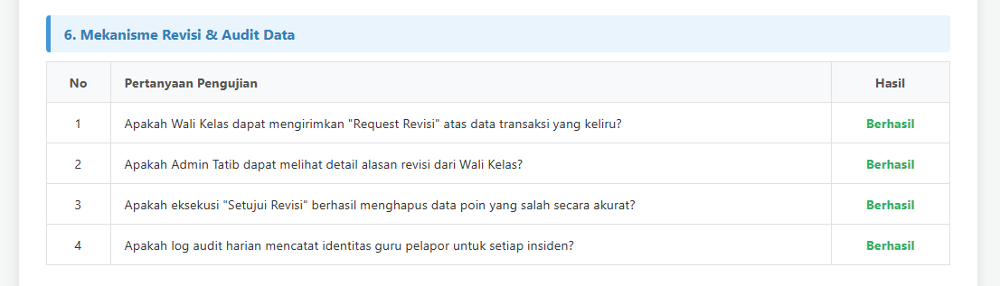 6. Mekanisme Revisi & Audit Data
No Pertanyaan Pengujian Hasil
1 Apakah Wali Kelas dapat mengirimkan "Request Revisi" atas data transaksi yang keliru? Berhasil
2 Apakah Admin Tatib dapat melihat detail alasan revisi dari Wali Kelas? Berhasil
3 Apakah eksekusi "Setujui Revisi" berhasil menghapus data poin yang salah secara akurat? Berhasil
4 Apakah log audit harian mencatat identitas guru pelapor untuk setiap insiden? Berhasil